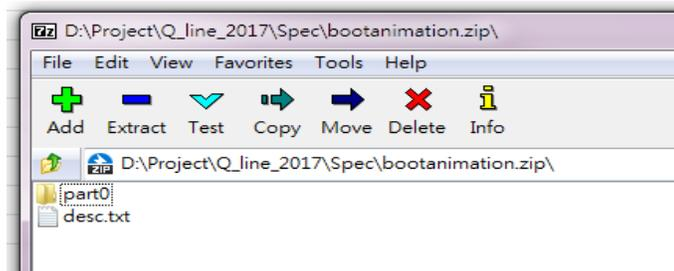 7z D:\Project\Q_line_2017\Spec\bootanimation.zip\
File Edit View Favorites Tools Help
Add Extract Test Copy Move Delete Info
ZIP D:\Project\Q_line_2017\Spec\bootanimation.zip\
part0
desc.txt